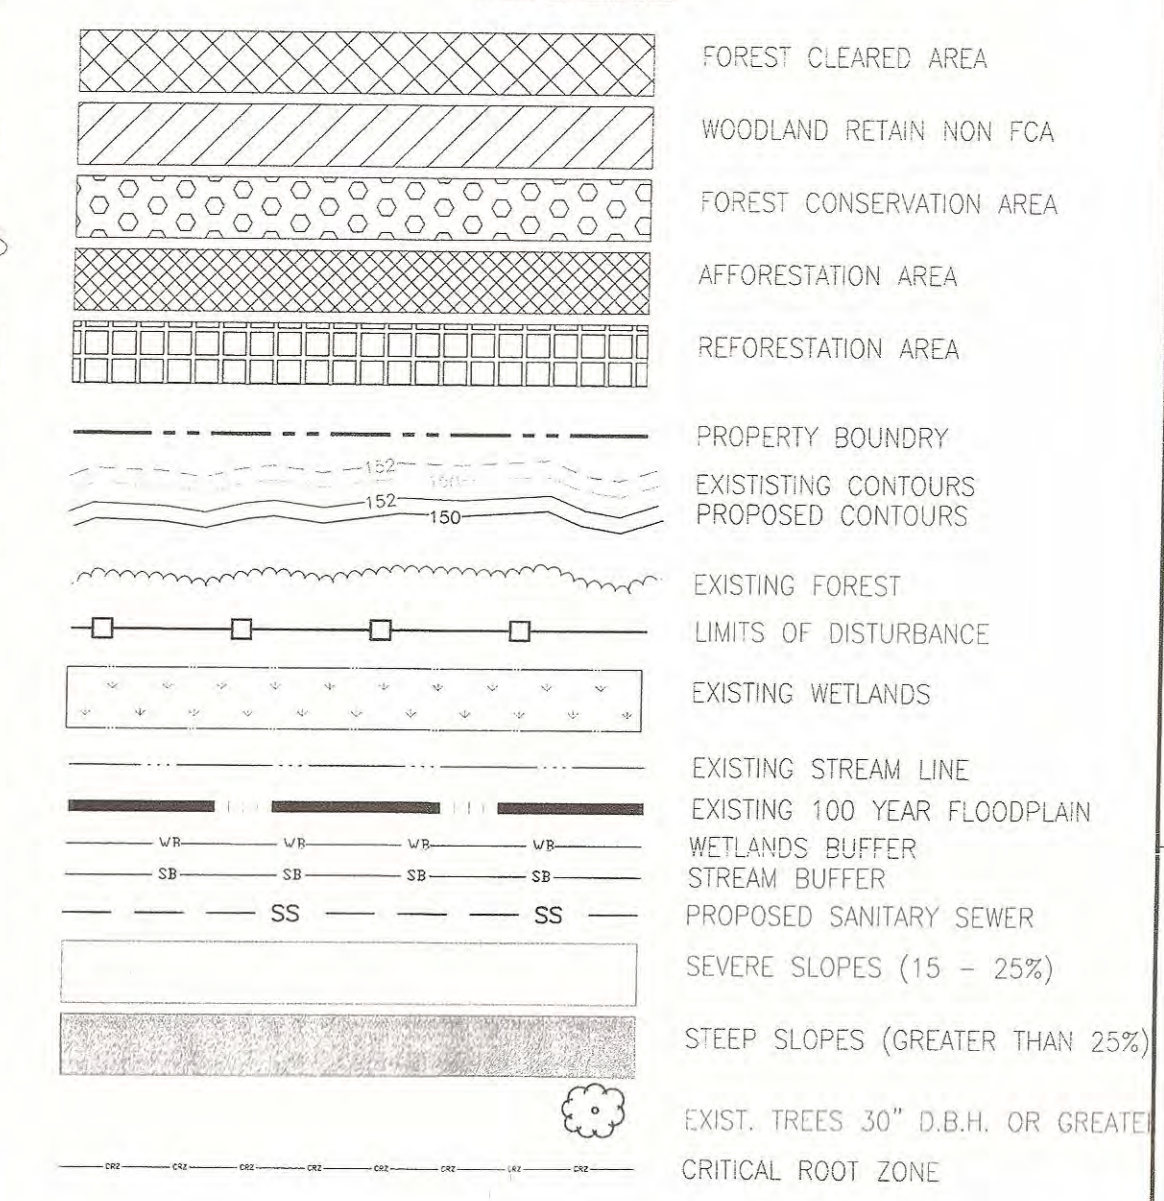 FOREST CLEARED AREA
WOODLAND RETAIN NON FCA
FOREST CONSERVATION AREA
AFFORESTATION AREA
REFORESTATION AREA
PROPERTY BOUNDRY
152
150
EXISTISTING CONTOURS
152
150
PROPOSED CONTOURS
EXISTING FOREST
LIMITS OF DISTURBANCE
EXISTING WETLANDS
EXISTING STREAM LINE
EXISTING 100 YEAR FLOODPLAIN
WB WB WB WB WETLANDS BUFFER
SB SB SB SB STREAM BUFFER
SS SS PROPOSED SANITARY SEWER
SEVERE SLOPES (15 - 25%)
STEEP SLOPES (GREATER THAN 25%)
EXIST. TREES 30" D.B.H. OR GREATE
CRZ CRZ CRZ CRZ CRZ CRZ CRZ CRZ CRITICAL ROOT ZONE